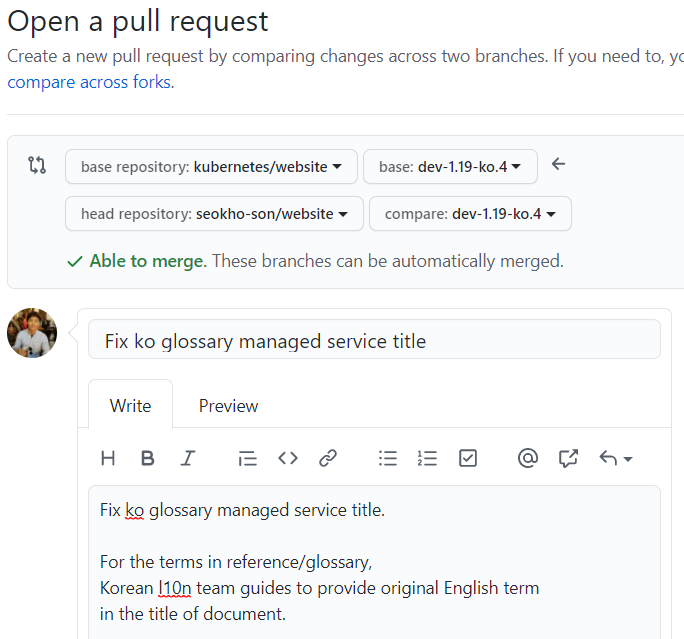 Open a pull request
Create a new pull request by comparing changes across two branches. If you need to,
compare across forks.
base repository: kubernetes/website
base: dev-1.19-ko.4
head repository: seokho-son/website
compare: dev-1.19-ko.4
Able to merge. These branches can be automatically merged.
Fix ko glossary managed service title
Write
Preview
Fix ko glossary managed service title.
For the terms in reference/glossary,
Korean l10n team guides to provide original English term
in the title of document.